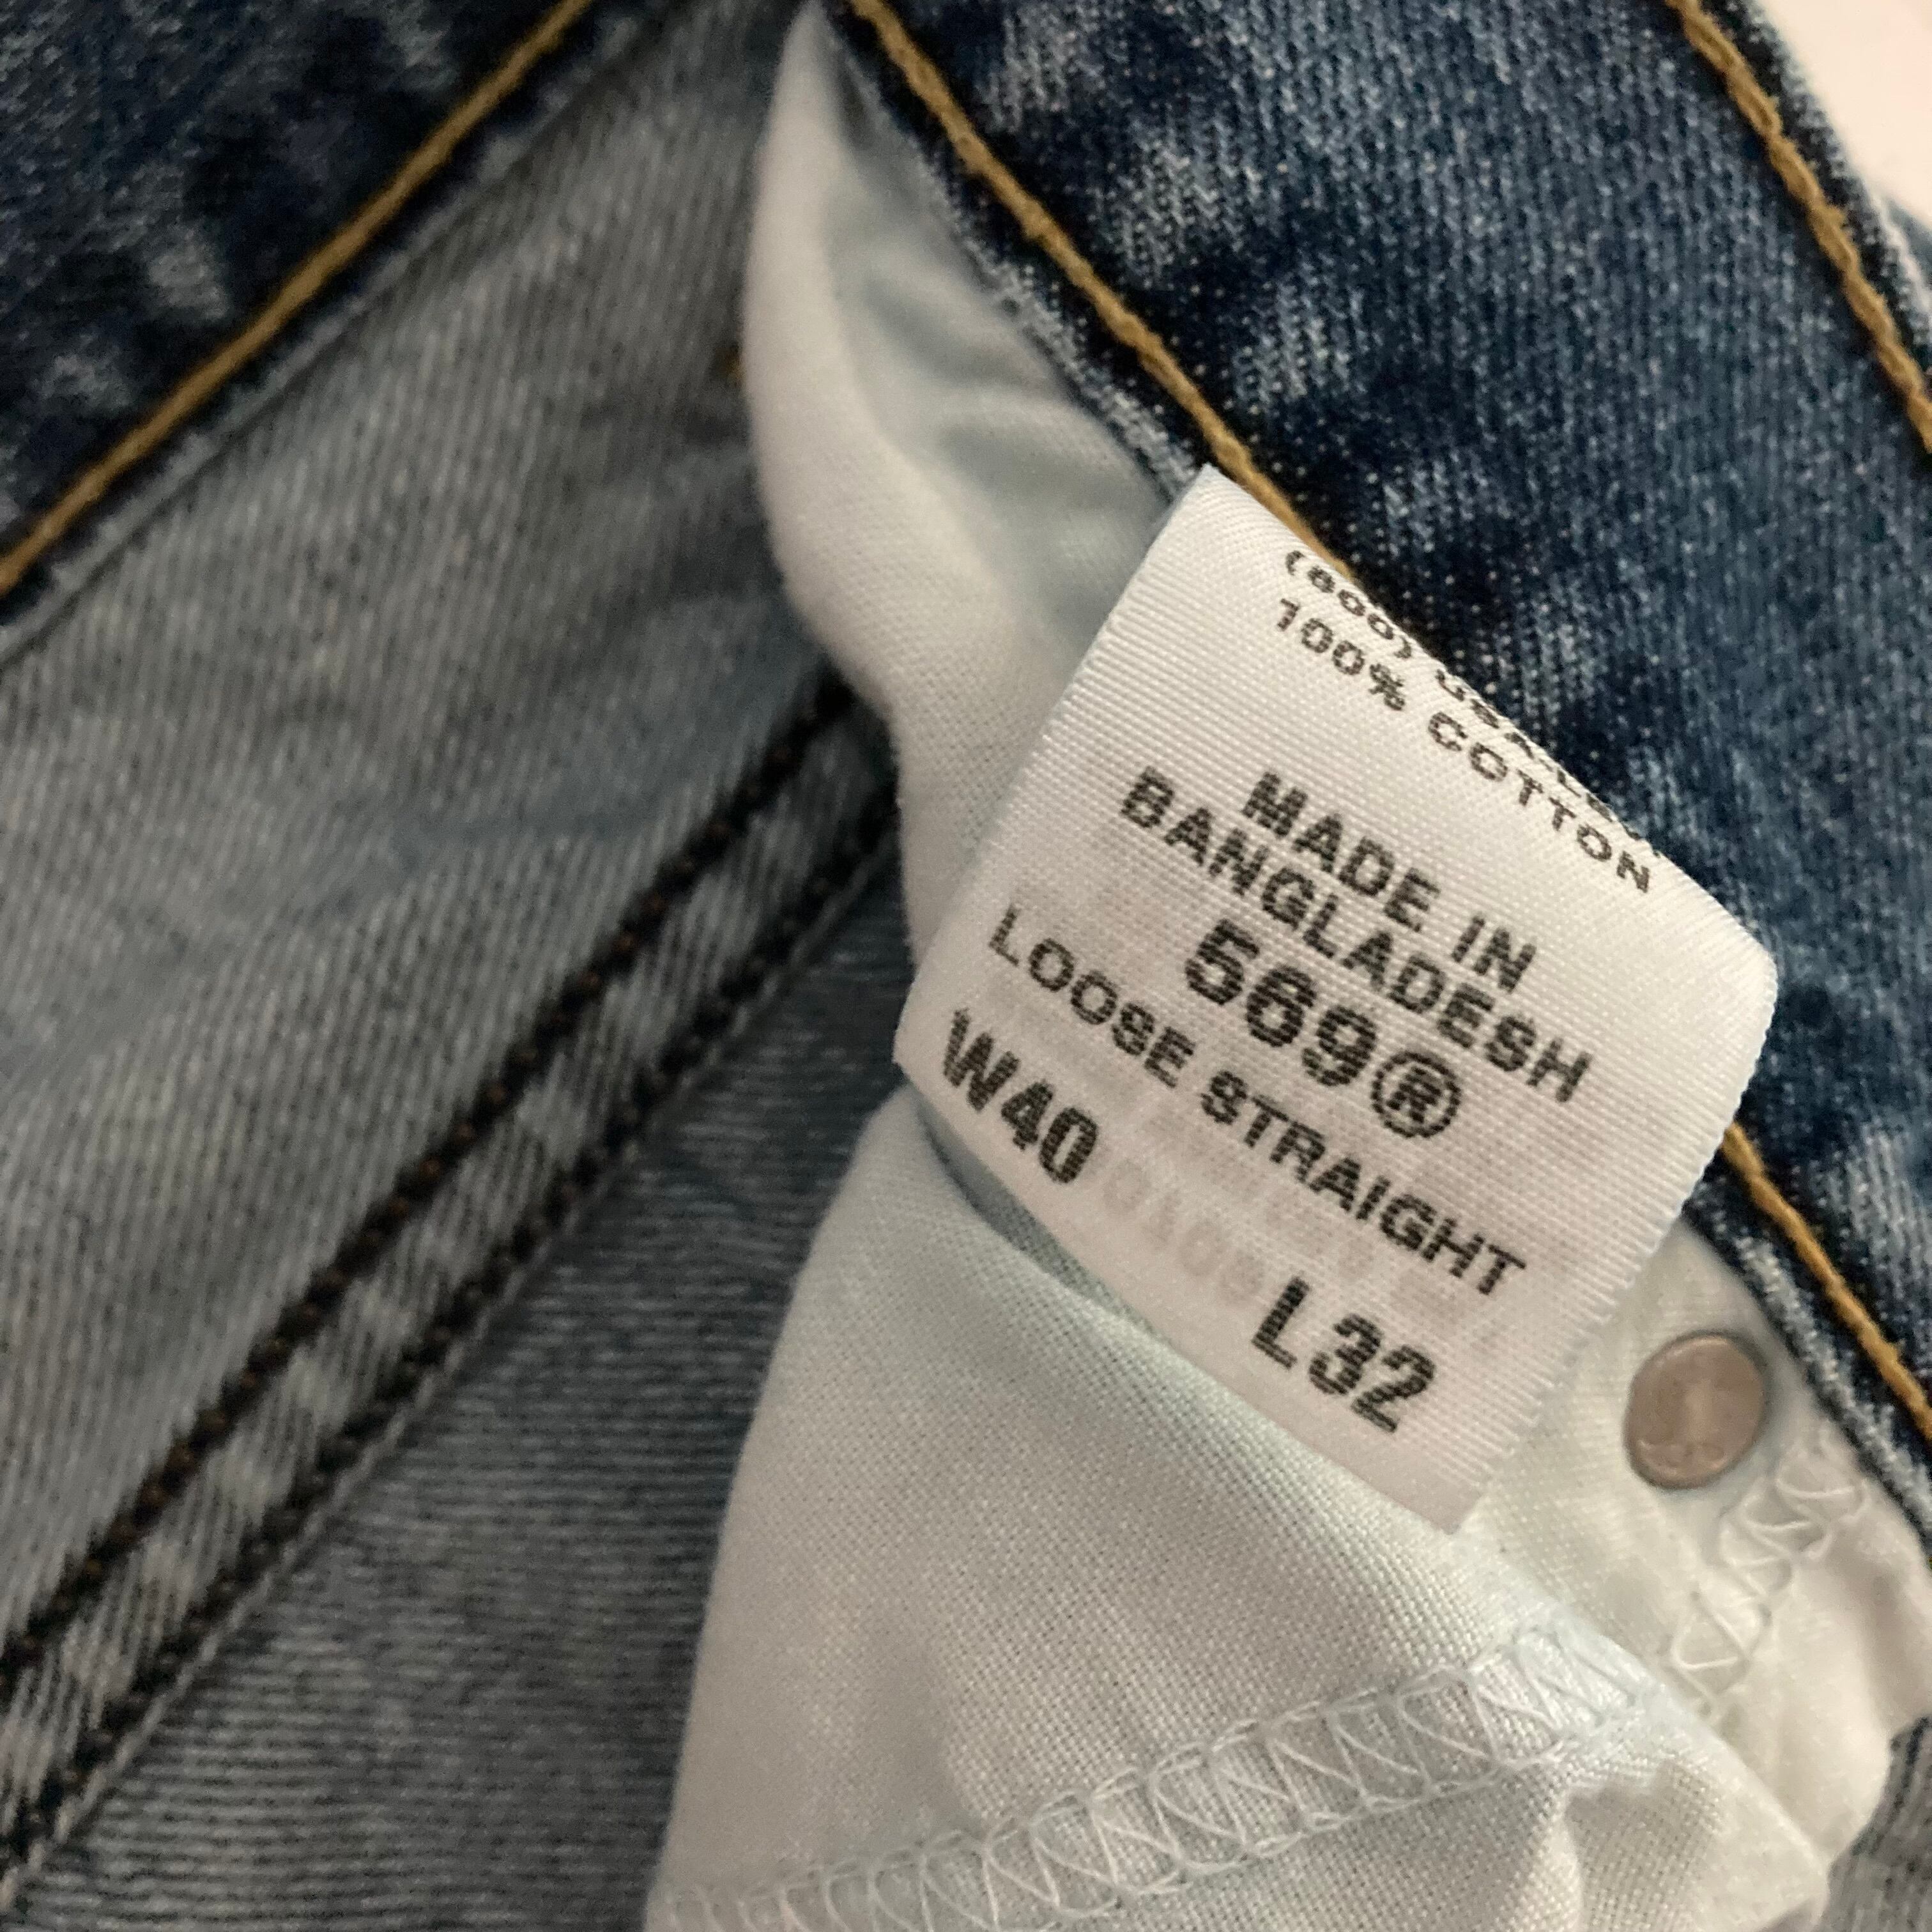 100% COTTON
MADE IN
BANGLADESH
569®
LOOSE STRAIGHT
W40 L32